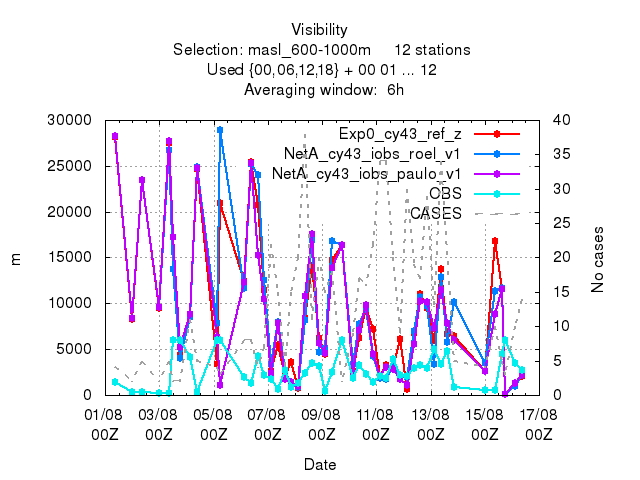 Visibility
Selection: masl_600-1000m 12 stations
Used {00,06,12,18} + 00 01 ... 12
Averaging window: 6h
30000
25000
20000
15000
10000
5000
0
m
40
35
30
25
20
15
10
5
0
No cases
Exp0_cy43_ref_z
NetA_cy43_iobs_roel_v1
NetA_cy43_iobs_paulo_v1
OBS
CASES
01/08 03/08 05/08 07/08 09/08 11/08 13/08 15/08 17/08
00Z 00Z 00Z 00Z 00Z 00Z 00Z 00Z 00Z
Date